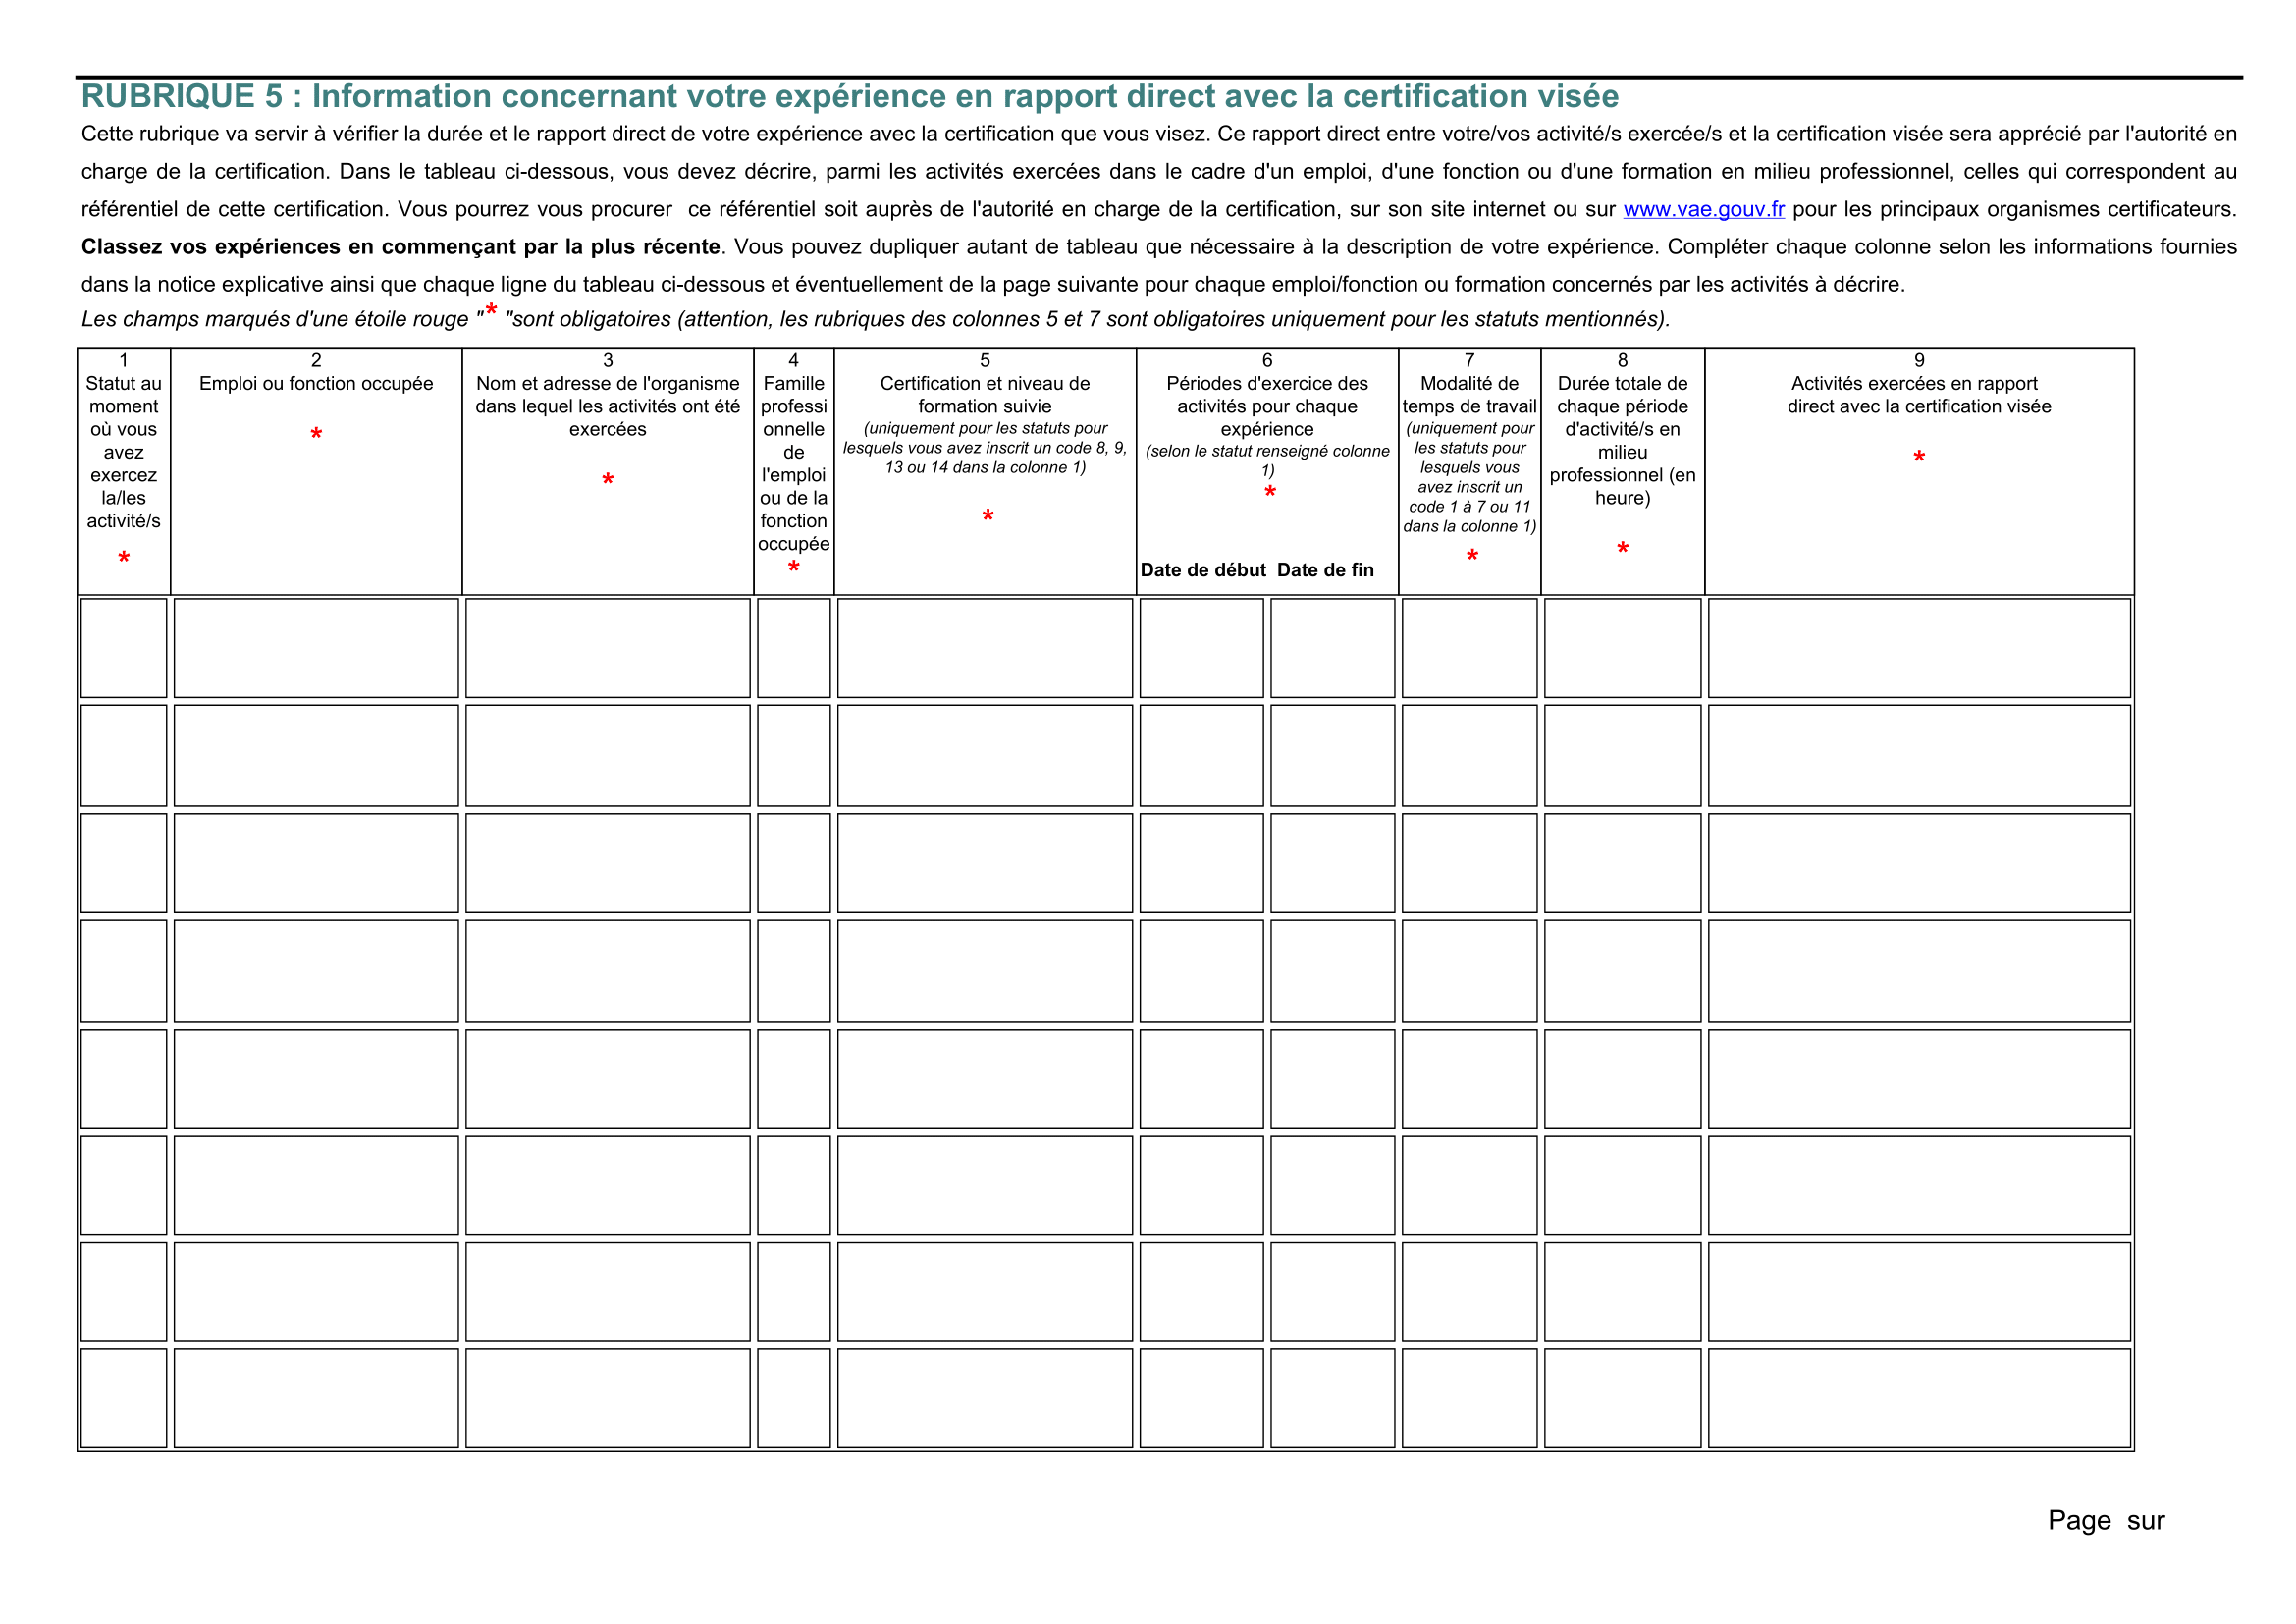 RUBRIQUE 5 : Information concernant votre expérience en rapport direct avec la certification visée
Cette rubrique va servir à vérifier la durée et le rapport direct de votre expérience avec la certification que vous visez. Ce rapport direct entre votre/vos activité/s exercée/s et la certification visée sera apprécié par l'autorité en
charge de la certification. Dans le tableau ci-dessous, vous devez décrire, parmi les activités exercées dans le cadre d'un emploi, d'une fonction ou d'une formation en milieu professionnel, celles qui correspondent au
référentiel de cette certification. Vous pourrez vous procurer ce référentiel soit auprès de l'autorité en charge de la certification, sur son site internet ou sur www.vae.gouv.fr pour les principaux organismes certificateurs.
Classez vos expériences en commençant par la plus récente. Vous pouvez dupliquer autant de tableau que nécessaire à la description de votre expérience. Compléter chaque colonne selon les informations fournies
dans la notice explicative ainsi que chaque ligne du tableau ci-dessous et éventuellement de la page suivante pour chaque emploi/fonction ou formation concernés par les activités à décrire.
Les champs marqués d'une étoile rouge "* "sont obligatoires (attention, les rubriques des colonnes 5 et 7 sont obligatoires uniquement pour les statuts mentionnés).
1
Statut au
moment
où vous
avez
exercez
la/les
activité/s
*
2
Emploi ou fonction occupée
*
3
Nom et adresse de l'organisme
dans lequel les activités ont été
exercées
*
4
Famille
professi
onnelle
de
l'emploi
ou de la
fonction
occupée
*
5
Certification et niveau de
formation suivie
(uniquement pour les statuts pour
lesquels vous avez inscrit un code 8, 9,
13 ou 14 dans la colonne 1)
*
6
Périodes d'exercice des
activités pour chaque
expérience
(selon le statut renseigné colonne
1)
*
Date de début Date de fin
7
Modalité de
temps de travail
(uniquement pour
les statuts pour
lesquels vous
avez inscrit un
code 1 à 7 ou 11
dans la colonne 1)
*
8
Durée totale de
chaque période
d'activité/s en
milieu
professionnel (en
heure)
*
9
Activités exercées en rapport
direct avec la certification visée
*
Page sur